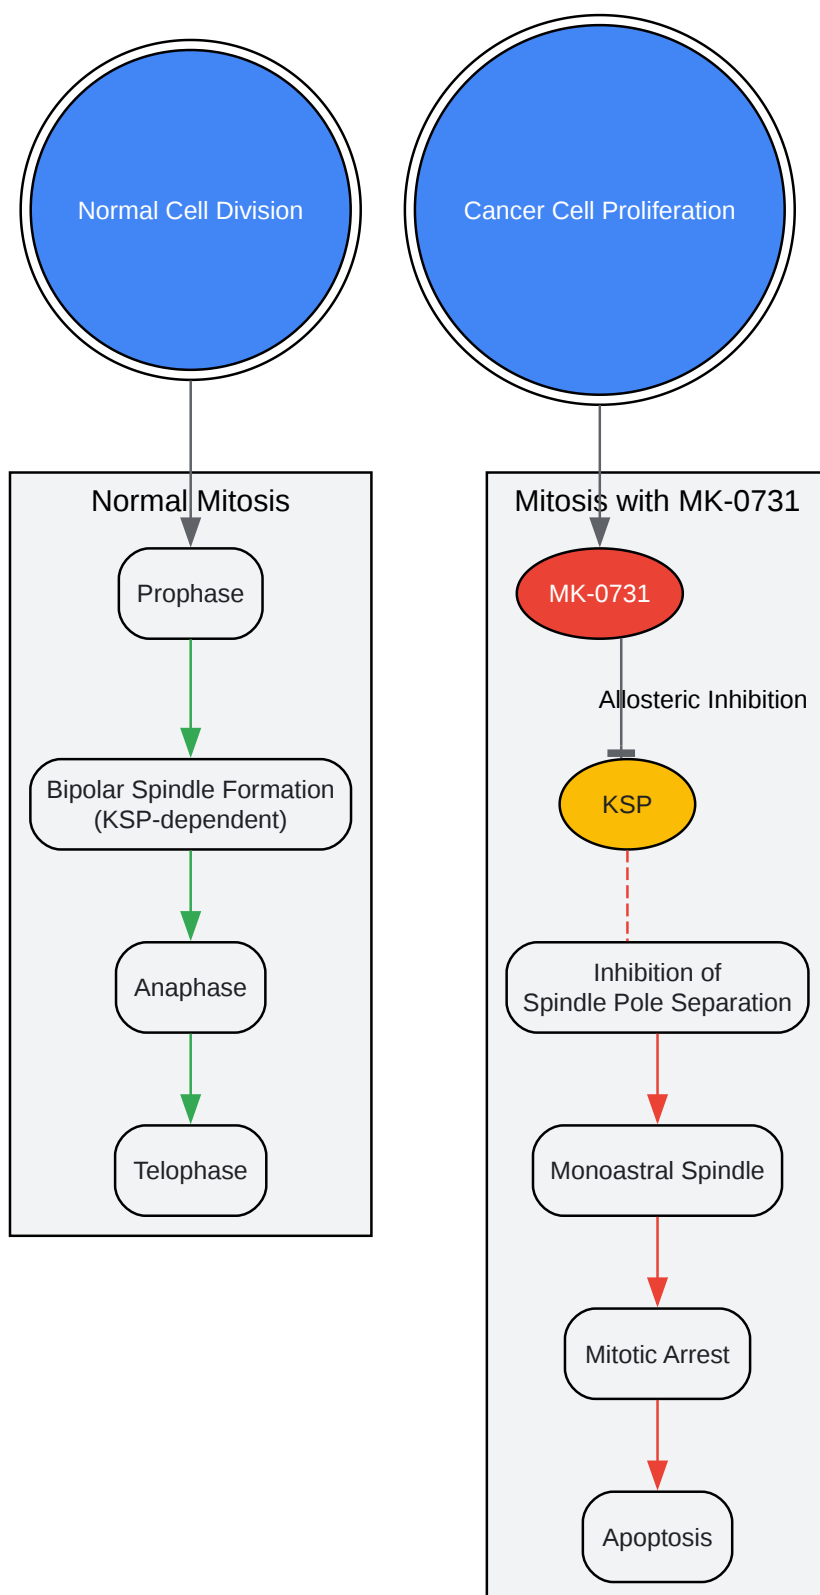 Normal Cell Division
Cancer Cell Proliferation
Normal Mitosis
Prophase
Bipolar Spindle Formation
(KSP-dependent)
Anaphase
Telophase
Mitosis with MK-0731
MK-0731
Allosteric Inhibition
KSP
Inhibition of
Spindle Pole Separation
Monoastral Spindle
Mitotic Arrest
Apoptosis